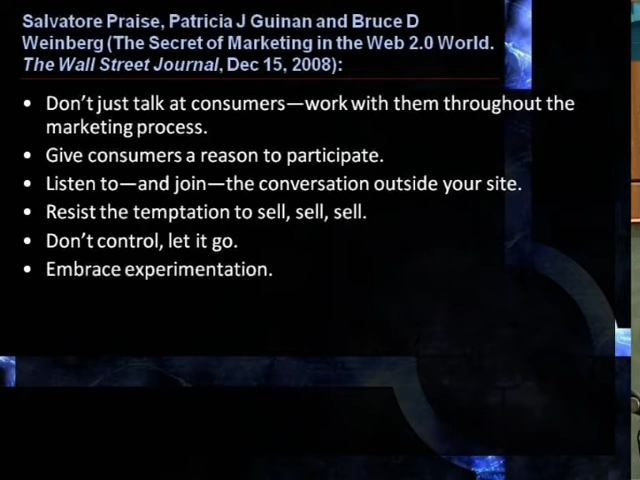 Salvatore Praise, Patricia J Guinan and Bruce D
Weinberg (The Secret of Marketing in the Web 2.0 World.
The Wall Street Journal, Dec 15, 2008):
• Don't just talk at consumers—work with them throughout the
marketing process.
• Give consumers a reason to participate.
• Listen to—and join—the conversation outside your site.
• Resist the temptation to sell, sell, sell.
• Don't control, let it go.
• Embrace experimentation.